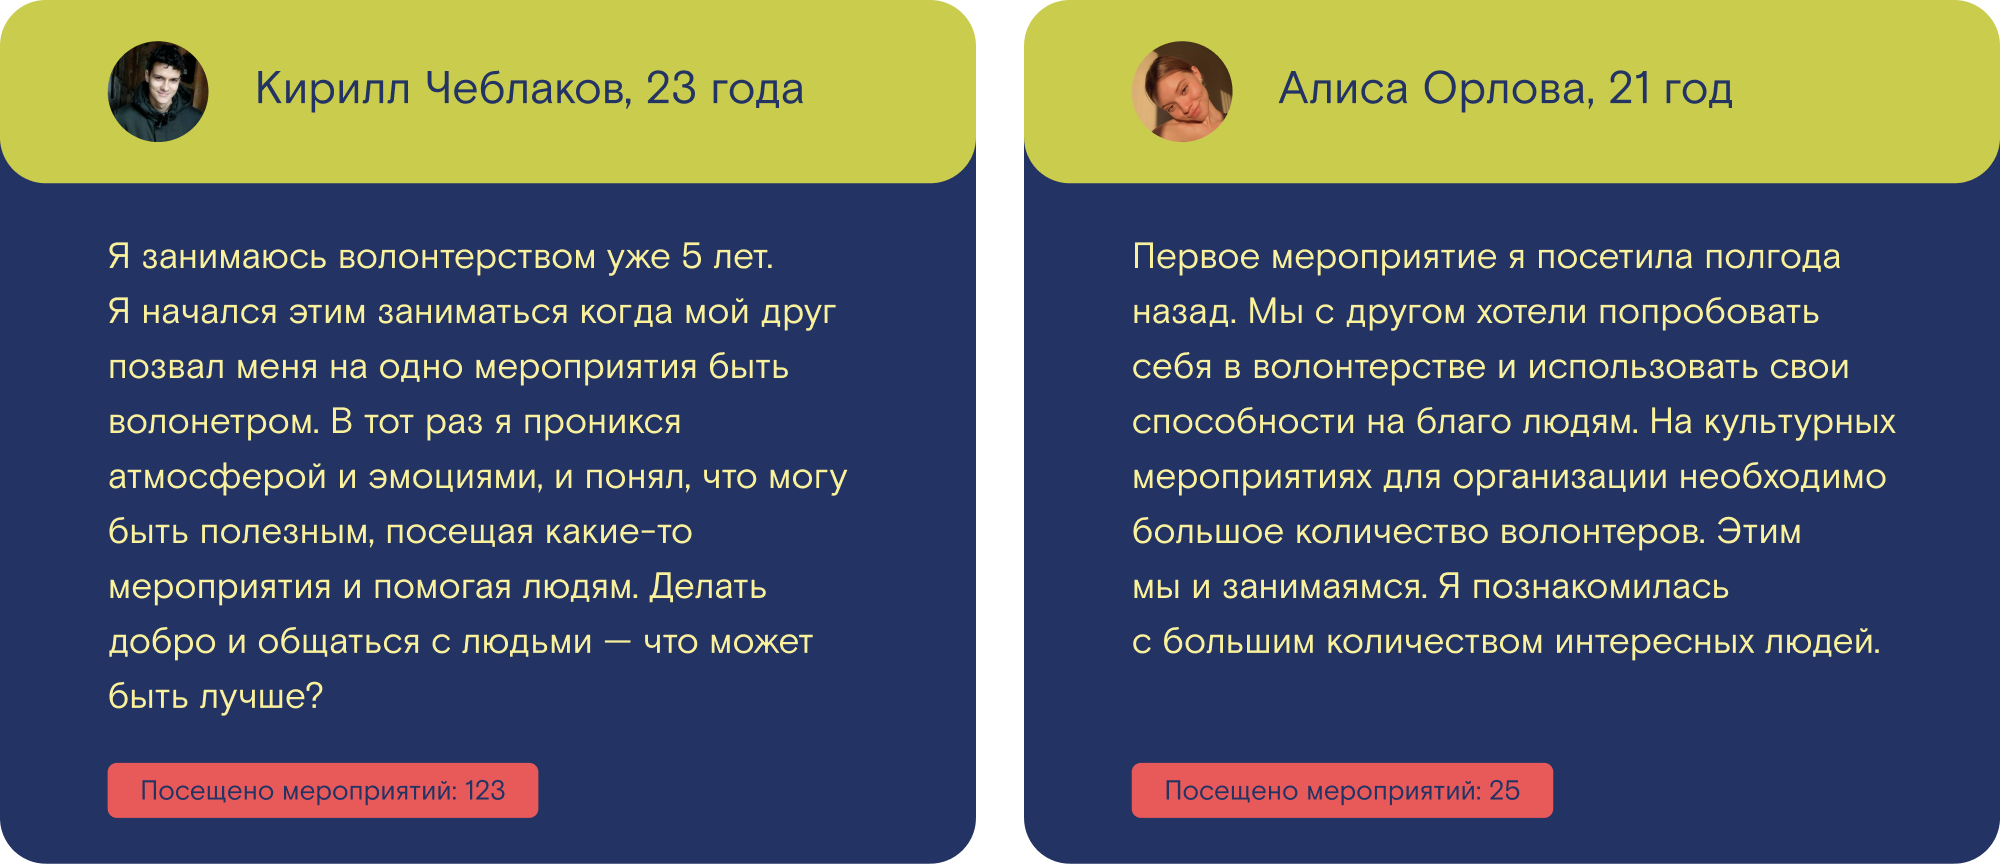 Кирилл Чеблаков, 23 года
Я занимаюсь волонтерством уже 5 лет.
Я начался этим заниматься когда мой друг
позвал меня на одно мероприятия быть
волонетром. В тот раз я проникся
атмосферой и эмоциями, и понял, что могу
быть полезным, посещая какие-то
мероприятия и помогая людям. Делать
добро и общаться с людьми — что может
быть лучше?
Посещено мероприятий: 123
Алиса Орлова, 21 год
Первое мероприятие я посетила полгода
назад. Мы с другом хотели попробовать
себя в волонтерстве и использовать свои
способности на благо людям. На культурных
мероприятиях для организации необходимо
большое количество волонтеров. Этим
мы и занимаямся. Я познакомилась
с большим количеством интересных людей.
Посещено мероприятий: 25